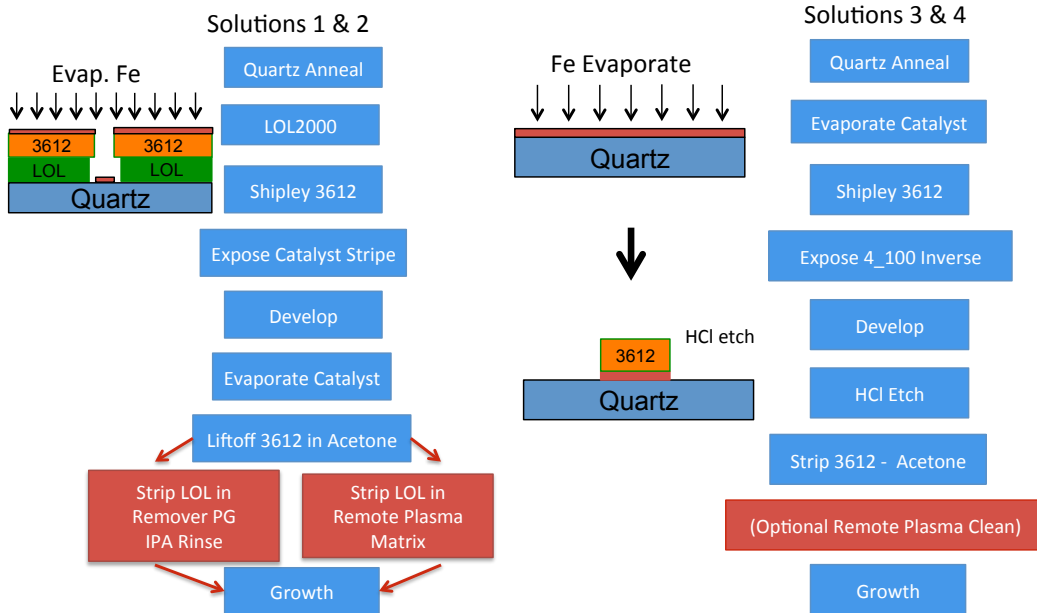 Solutions 1 & 2
Evap. Fe
3612
3612
LOL
LOL
Quartz
Quartz Anneal
LOL2000
Shipley 3612
Expose Catalyst Stripe
Develop
Evaporate Catalyst
Liftoff 3612 in Acetone
Strip LOL in
Remover PG
IPA Rinse
Strip LOL in
Remote Plasma
Matrix
Growth
Solutions 3 & 4
Fe Evaporate
Quartz
HCl etch
3612
Quartz
Quartz Anneal
Evaporate Catalyst
Shipley 3612
Expose 4_100 Inverse
Develop
HCl Etch
Strip 3612 - Acetone
(Optional Remote Plasma Clean)
Growth